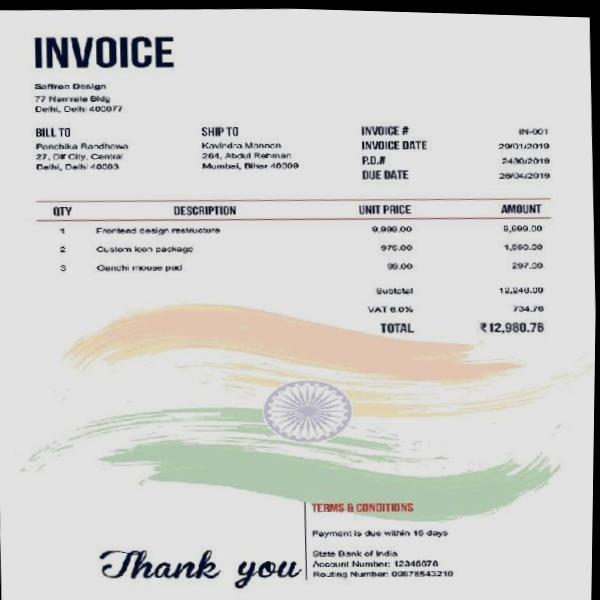 INVOICE
Saffron Design
77 Namrata Bldg
Delhi, Delhi 400077
BILL TO
Panchika Randhawa
27, Dlf City, Central
Delhi, Delhi 40003
SHIP TO
Kavindra Mannan
264, Abdul Rehman
Mumbai, Bihar 40009
INVOICE # IN-001
INVOICE DATE 29/01/2019
P.O.# 2430/2019
DUE DATE 26/04/2019
QTY DESCRIPTION UNIT PRICE AMOUNT
1 Frontend design restructure 9,999.00 9,999.00
2 Custom icon package 975.00
3 Gandhi mouse pad 99.00 297.00
Subtotal 12,246.00
VAT 6.0% 734.76
TOTAL ₹12,980.76
TERMS & CONDITIONS
Payment is due within 15 days
State Bank of India
Account Number: 12345678
Routing Number: 09876543210
Thank you